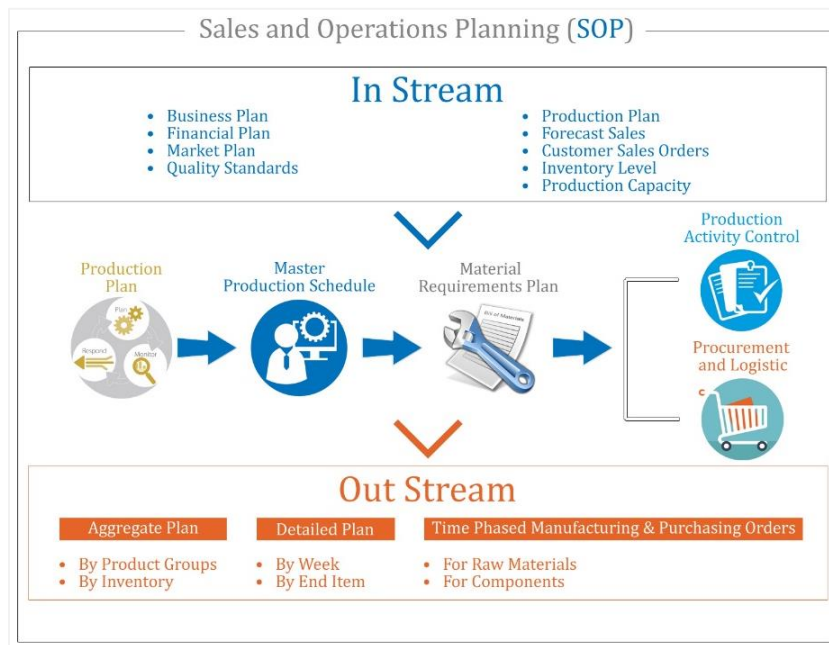 Sales and Operations Planning (SOP)
In Stream
• Business Plan
• Financial Plan
• Market Plan
• Quality Standards
• Production Plan
• Forecast Sales
• Customer Sales Orders
• Inventory Level
• Production Capacity
Production
Plan
Plan
Respond
Monitor
Master
Production Schedule
Material
Requirements Plan
Bill of Materials
Production
Activity Control
Procurement
and Logistic
Out Stream
Aggregate Plan
• By Product Groups
• By Inventory
Detailed Plan
• By Week
• By End Item
Time Phased Manufacturing & Purchasing Orders
• For Raw Materials
• For Components